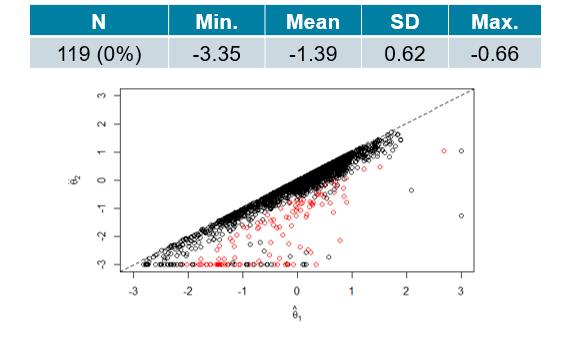 N Min. Mean SD Max.
119 (0%) -3.35 -1.39 0.62 -0.66
3
2
1
0
-1
-2
-3
θ̈₂
-3 -2 -1 0 1 2 3
θ̂₁